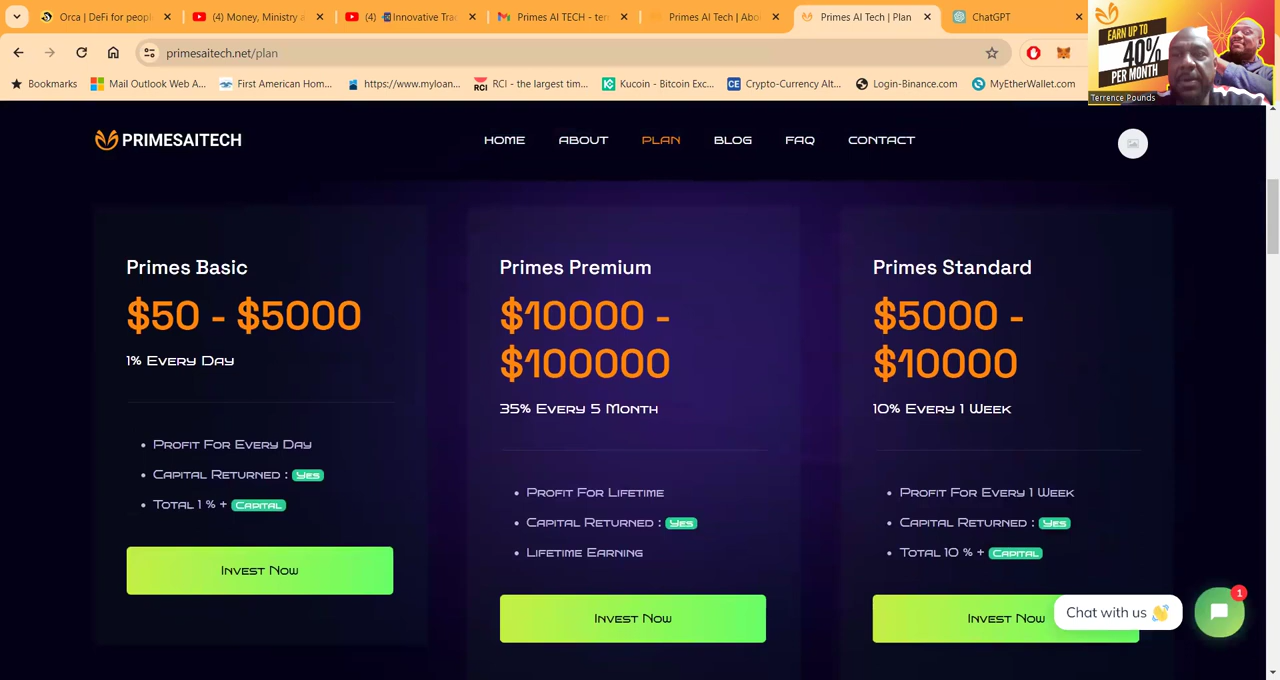 Orca | DeFi for peopl
(4) Money, Ministry a
(4) Innovative Trac
Primes AI TECH - ter
Primes AI Tech | Abo
Primes AI Tech | Plan
ChatGPT
primesaitech.net/plan
Bookmarks
Mail Outlook Web A...
First American Hom...
https://www.myloan...
RCI
RCI - the largest tim...
Kucoin - Bitcoin Exc...
CE
Crypto-Currency Alt...
Login-Binance.com
MyEtherWallet.com
EARN UP TO
40%
PER MONTH
Terrence Pounds
PRIMESAITECH
HOME
ABOUT
PLAN
BLOG
FAQ
CONTACT
Primes Basic
$50 - $5000
1% Every Day
Profit For Every Day
Capital Returned : Yes
Total 1 % + Capital
Invest Now
Primes Premium
$10000 -
$100000
35% Every 5 Month
Profit For Lifetime
Capital Returned : Yes
Lifetime Earning
Invest Now
Primes Standard
$5000 -
$10000
10% Every 1 Week
Profit For Every 1 Week
Capital Returned : Yes
Total 10 % + Capital
Invest Now
Chat with us 👋
1